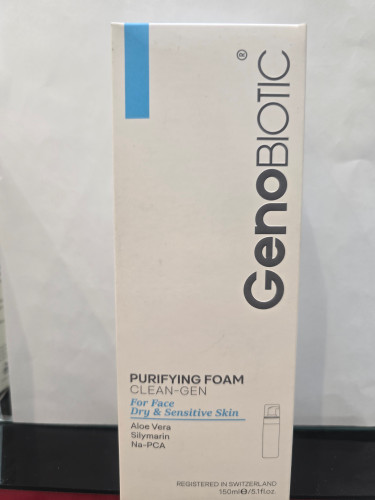 GenoBIOTIC®
PURIFYING FOAM
CLEAN-GEN
For Face
Dry & Sensitive Skin
Aloe Vera
Silymarin
Na-PCA
REGISTERED IN SWITZERLAND
150ml℮/5.1fl.oz.